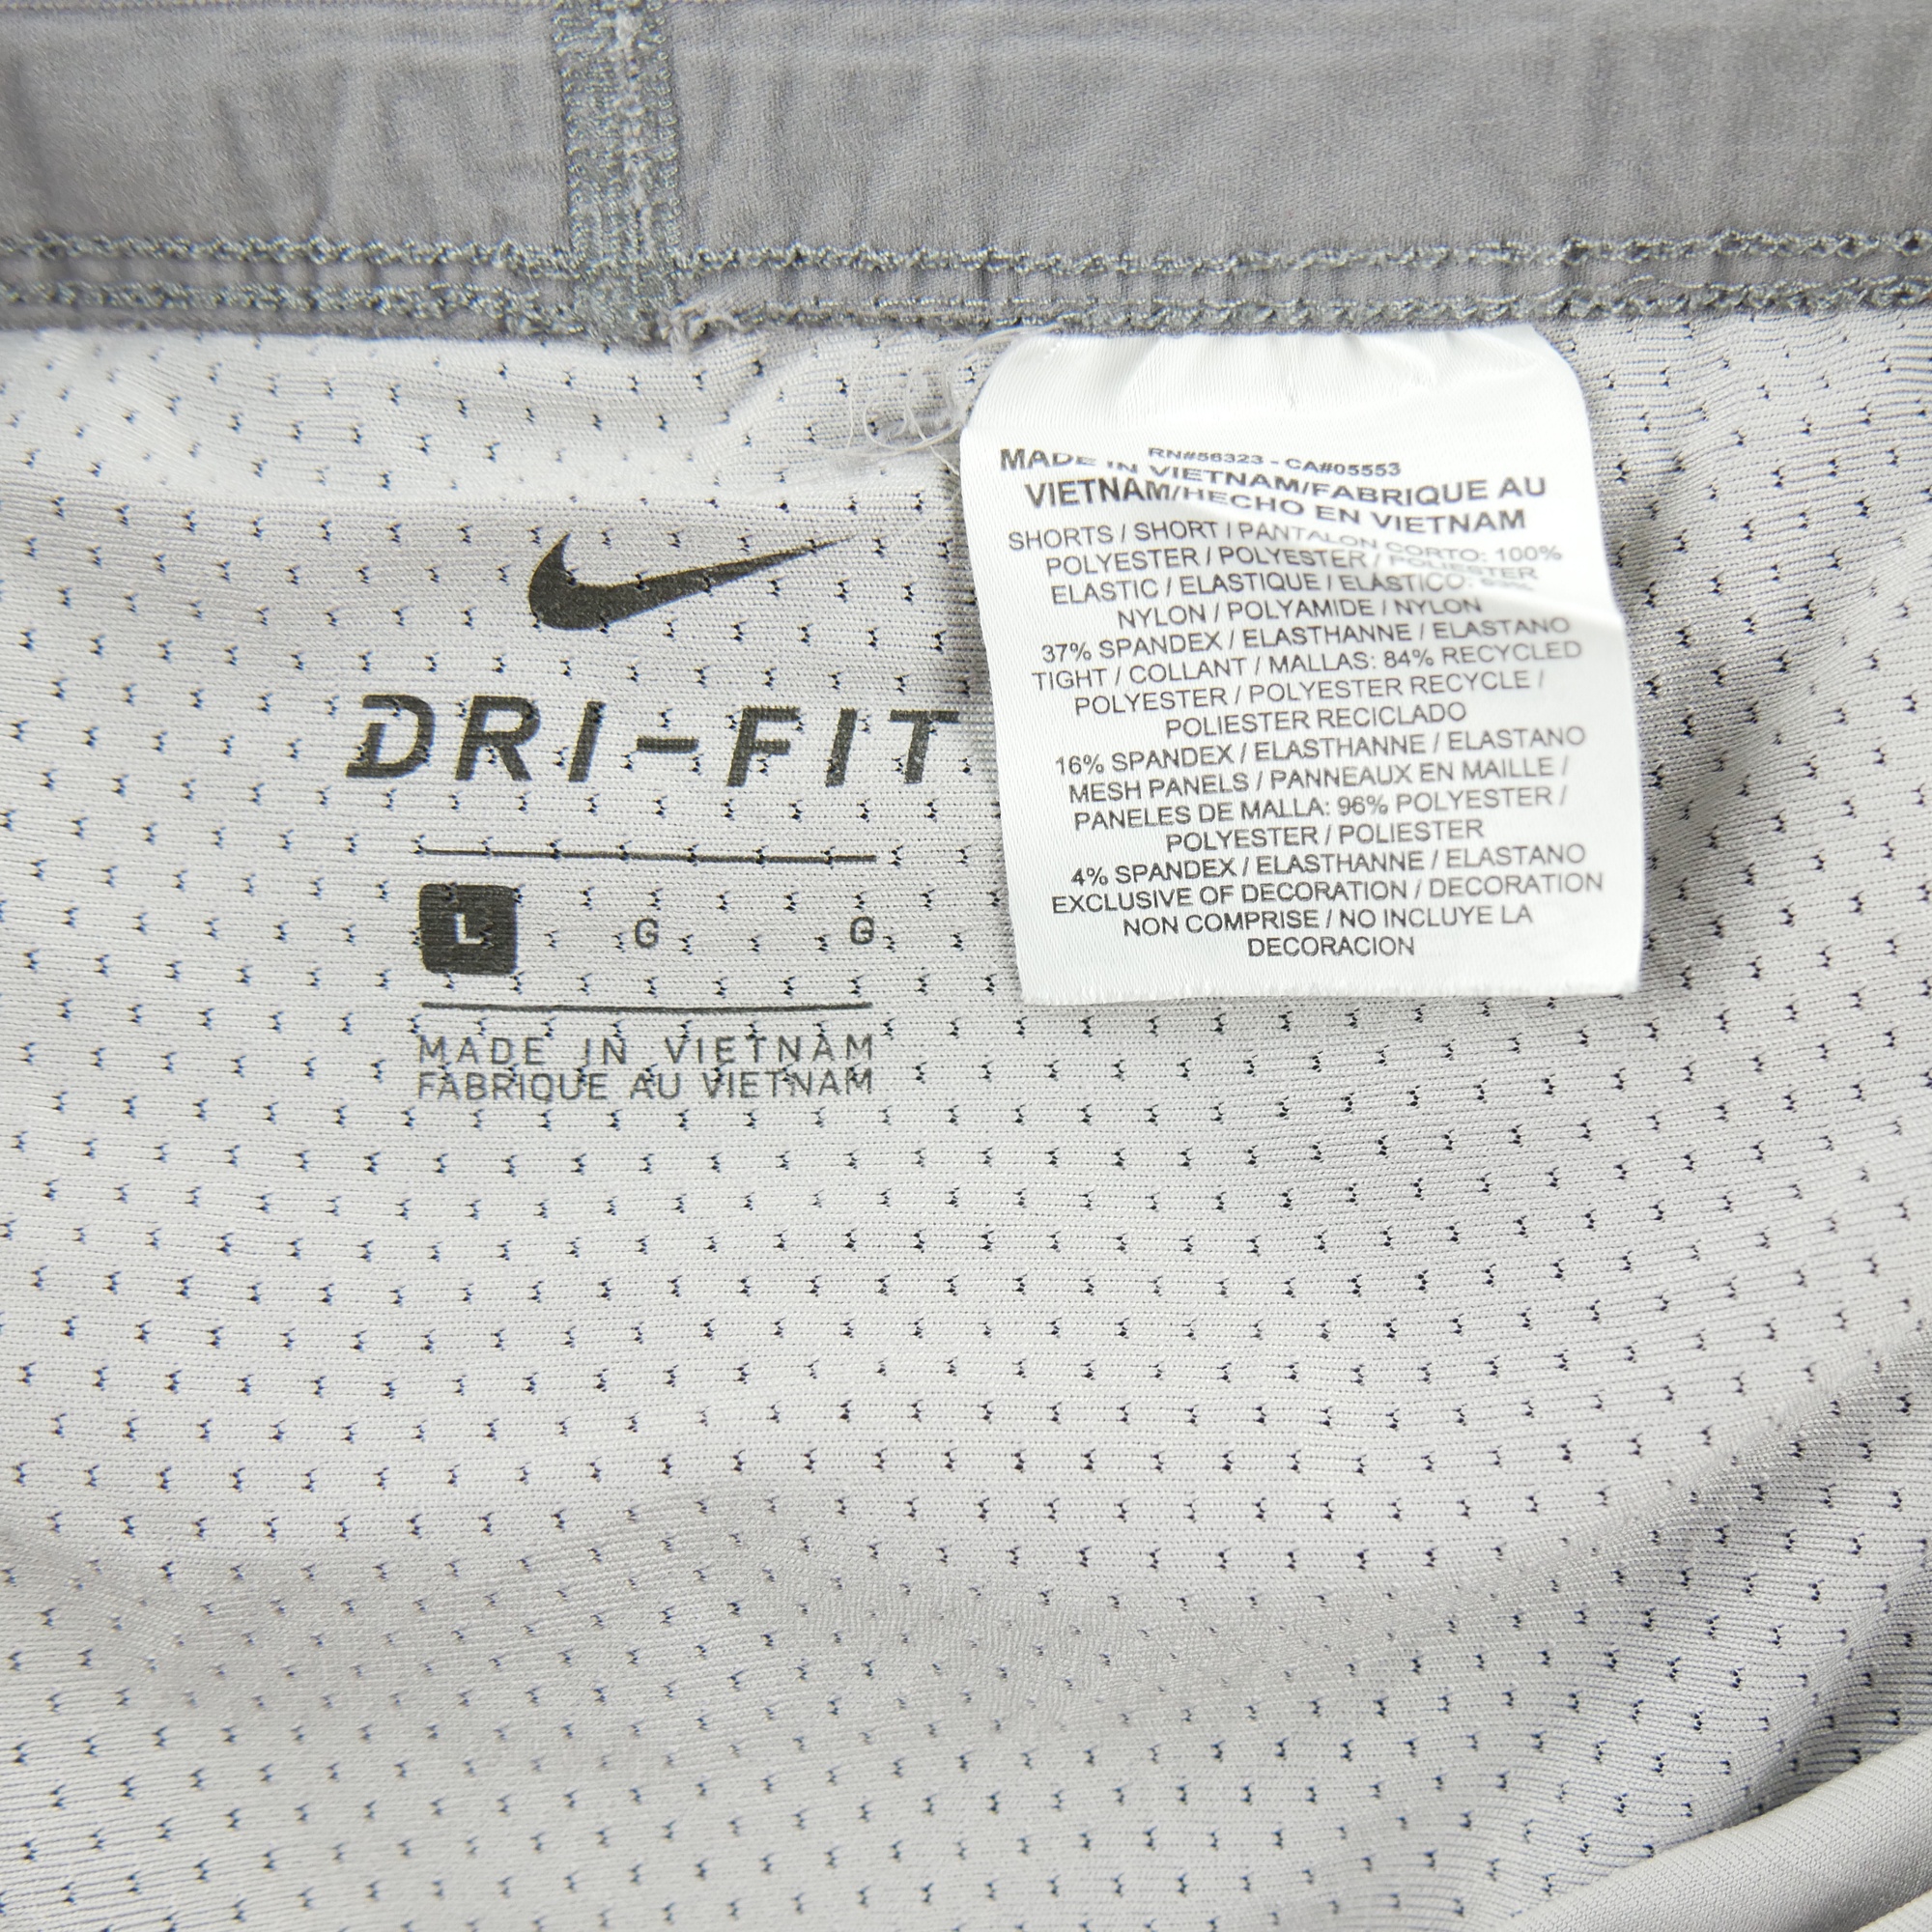 DRI-FIT
L G G
MADE IN VIETNAM
FABRIQUE AU VIETNAM
RN#56323 - CA#05553
MADE IN VIETNAM/FABRIQUE AU
VIETNAM/HECHO EN VIETNAM
SHORTS / SHORT / PANTALON CORTO: 100%
POLYESTER / POLYESTER / POLIESTER
ELASTIC / ELASTIQUE / ELÁSTICO:
NYLON / POLYAMIDE / NYLON
37% SPANDEX / ELASTHANNE / ELASTANO
TIGHT / COLLANT / MALLAS: 84% RECYCLED
POLYESTER / POLYESTER RECYCLE /
POLIESTER RECICLADO
16% SPANDEX / ELASTHANNE / ELASTANO
MESH PANELS / PANNEAUX EN MAILLE /
PANELES DE MALLA: 96% POLYESTER /
POLYESTER / POLIESTER
4% SPANDEX / ELASTHANNE / ELASTANO
EXCLUSIVE OF DECORATION / DECORATION
NON COMPRISE / NO INCLUYE LA
DECORACION